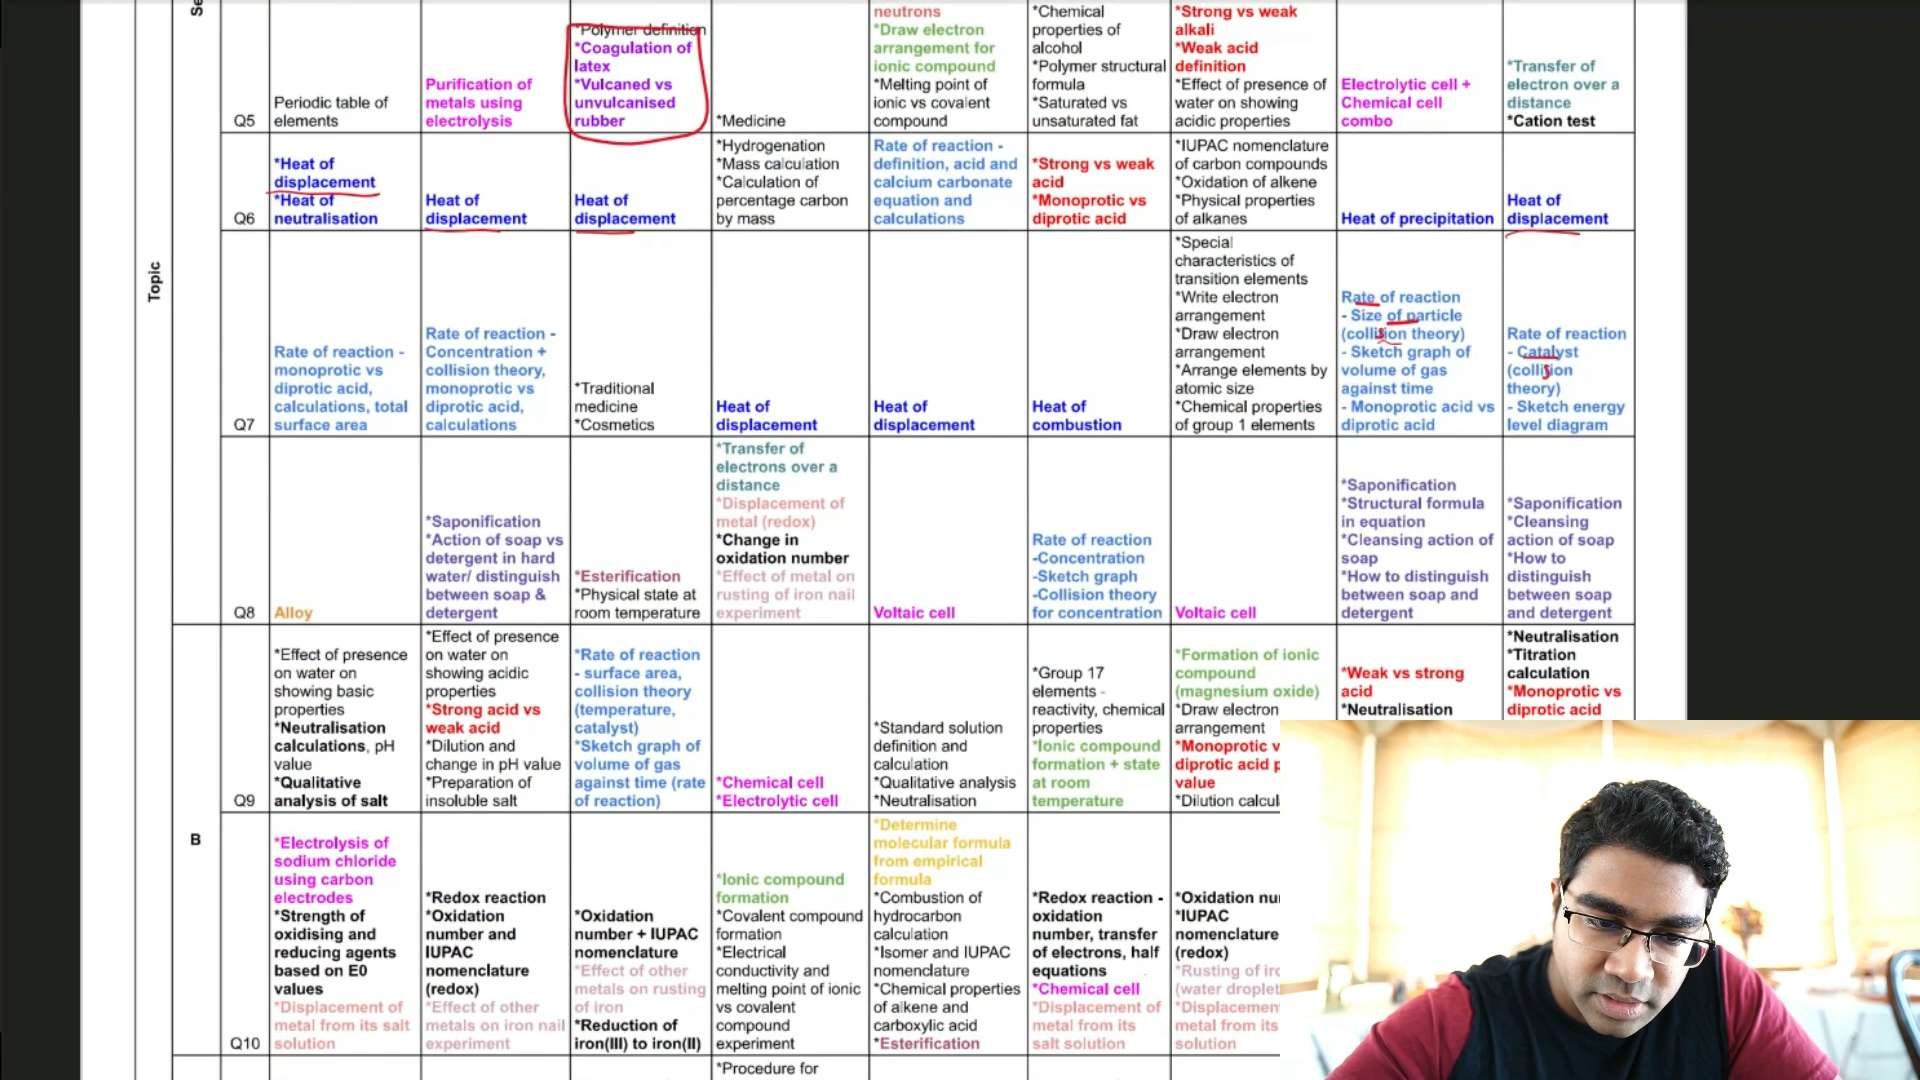 Se
Topic
B
Q5
Periodic table of
elements
Purification of
metals using
electrolysis
*Polymer definition
*Coagulation of
latex
*Vulcaned vs
unvulcanised
rubber
*Medicine
neutrons
*Draw electron
arrangement for
ionic compound
*Melting point of
ionic vs covalent
compound
*Chemical
properties of
alcohol
*Polymer structural
formula
*Saturated vs
unsaturated fat
*Strong vs weak
alkali
*Weak acid
definition
*Effect of presence of
water on showing
acidic properties
Electrolytic cell +
Chemical cell
combo
*Transfer of
electron over a
distance
*Cation test
Q6
*Heat of
displacement
*Heat of
neutralisation
Heat of
displacement
Heat of
displacement
*Hydrogenation
*Mass calculation
*Calculation of
percentage carbon
by mass
Rate of reaction -
definition, acid and
calcium carbonate
equation and
calculations
*Strong vs weak
acid
*Monoprotic vs
diprotic acid
*IUPAC nomenclature
of carbon compounds
*Oxidation of alkene
*Physical properties
of alkanes
Heat of precipitation
Heat of
displacement
Q7
Rate of reaction -
monoprotic vs
diprotic acid,
calculations, total
surface area
Rate of reaction -
Concentration +
collision theory,
monoprotic vs
diprotic acid,
calculations
*Traditional
medicine
*Cosmetics
Heat of
displacement
Heat of
displacement
Heat of
combustion
*Special
characteristics of
transition elements
*Write electron
arrangement
*Draw electron
arrangement
*Arrange elements by
atomic size
*Chemical properties
of group 1 elements
Rate of reaction
- Size of particle
(collision theory)
- Sketch graph of
volume of gas
against time
- Monoprotic acid vs
diprotic acid
Rate of reaction
- Catalyst
(collision
theory)
- Sketch energy
level diagram
Q8
Alloy
*Saponification
*Action of soap vs
detergent in hard
water/ distinguish
between soap &
detergent
*Esterification
*Physical state at
room temperature
*Transfer of
electrons over a
distance
*Displacement of
metal (redox)
*Change in
oxidation number
*Effect of metal on
rusting of iron nail
experiment
Voltaic cell
Rate of reaction
-Concentration
-Sketch graph
-Collision theory
for concentration
Voltaic cell
*Saponification
*Structural formula
in equation
*Cleansing action of
soap
*How to distinguish
between soap and
detergent
*Saponification
*Cleansing
action of soap
*How to
distinguish
between soap
and detergent
Q9
*Effect of presence
on water on
showing basic
properties
*Neutralisation
calculations, pH
value
*Qualitative
analysis of salt
*Effect of presence
on water on
showing acidic
properties
*Strong acid vs
weak acid
*Dilution and
change in pH value
*Preparation of
insoluble salt
*Rate of reaction
- surface area,
collision theory
(temperature,
catalyst)
*Sketch graph of
volume of gas
against time (rate
of reaction)
*Chemical cell
*Electrolytic cell
*Standard solution
definition and
calculation
*Qualitative analysis
*Neutralisation
*Group 17
elements -
reactivity, chemical
properties
*Ionic compound
formation + state
at room
temperature
*Formation of ionic
compound
(magnesium oxide)
*Draw electron
arrangement
*Monoprotic v
diprotic acid p
value
*Dilution calcul
*Weak vs strong
acid
*Neutralisation
*Neutralisation
*Titration
calculation
*Monoprotic vs
diprotic acid
Q10
*Electrolysis of
sodium chloride
using carbon
electrodes
*Strength of
oxidising and
reducing agents
based on E0
values
*Displacement of
metal from its salt
solution
*Redox reaction
*Oxidation
number and
IUPAC
nomenclature
(redox)
*Effect of other
metals on iron nail
experiment
*Oxidation
number + IUPAC
nomenclature
*Effect of other
metals on rusting
of iron
*Reduction of
iron(III) to iron(II)
*Ionic compound
formation
*Covalent compound
formation
*Electrical
conductivity and
melting point of ionic
vs covalent
compound
experiment
*Determine
molecular formula
from empirical
formula
*Combustion of
hydrocarbon
calculation
*Isomer and IUPAC
nomenclature
*Chemical properties
of alkene and
carboxylic acid
*Esterification
*Redox reaction -
oxidation
number, transfer
of electrons, half
equations
*Chemical cell
*Displacement of
metal from its
salt solution
*Oxidation nu
*IUPAC
nomenclature
(redox)
*Rusting of iro
(water droplet
*Displacement
metal from its
solution
*Procedure for